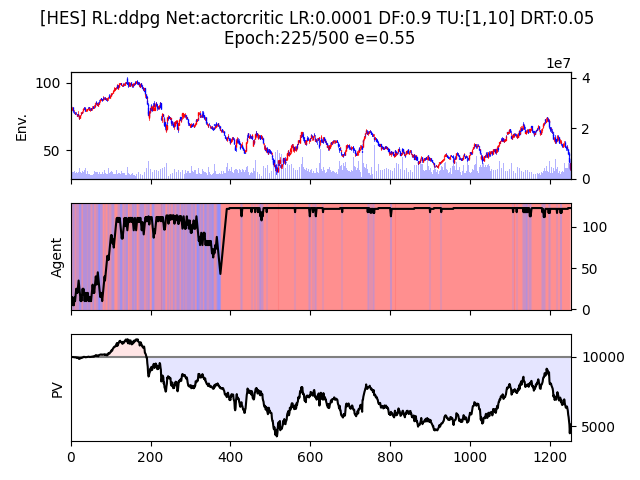 [HES] RL:ddpg Net:actorcritic LR:0.0001 DF:0.9 TU:[1,10] DRT:0.05
Epoch:225/500 e=0.55
1e7
100
50
Env.
4
2
0
Agent
100
50
0
PV
10000
5000
0 200 400 600 800 1000 1200